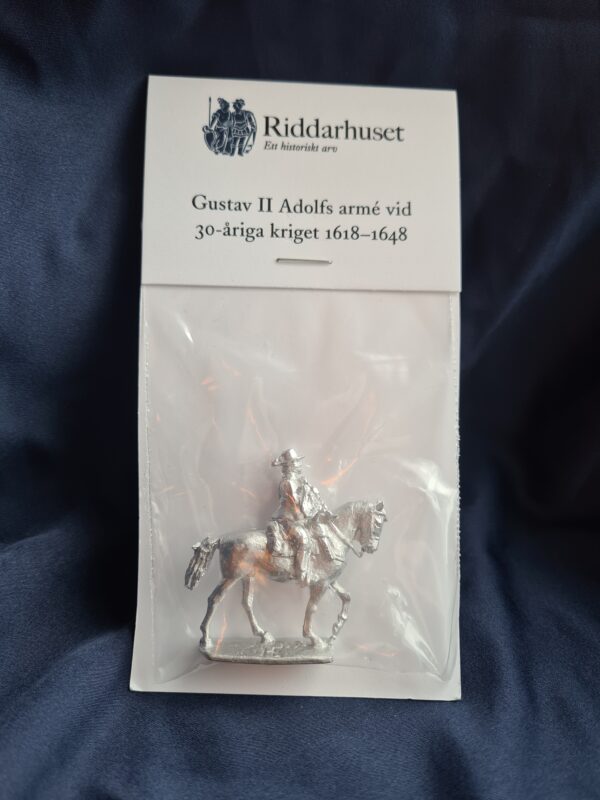 Riddarhuset
Ett historiskt arv
Gustav II Adolfs armé vid
30-åriga kriget 1618–1648